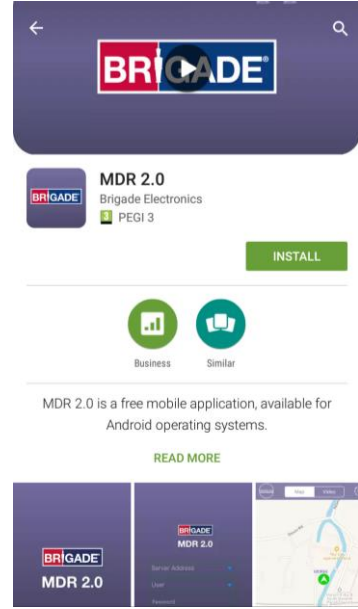 BRIGADE
BRIGADE
MDR 2.0
Brigade Electronics
3 PEGI 3
INSTALL
Business
Similar
MDR 2.0 is a free mobile application, available for
Android operating systems.
READ MORE
BRIGADE
MDR 2.0
BRIGADE
MDR 2.0
Server Address
User
Password
Map
Video